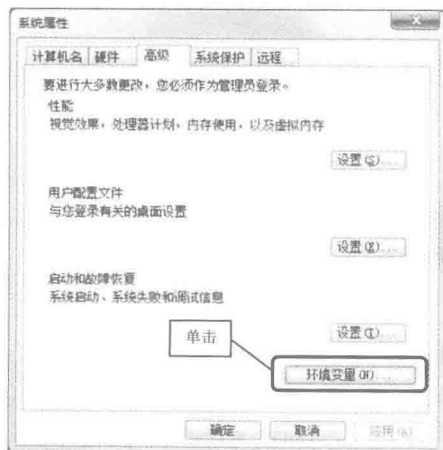 系统属性
计算机名 硬件 高级 系统保护 远程
要进行大多数更改，您必须作为管理员登录。
性能
视觉效果，处理器计划，内存使用，以及虚拟内存
设置(S)...
用户配置文件
与您登录有关的桌面设置
设置(E)...
启动和故障恢复
系统启动、系统失败和调试信息
单击
设置(T)...
环境变量(N)...
确定 取消 应用(A)